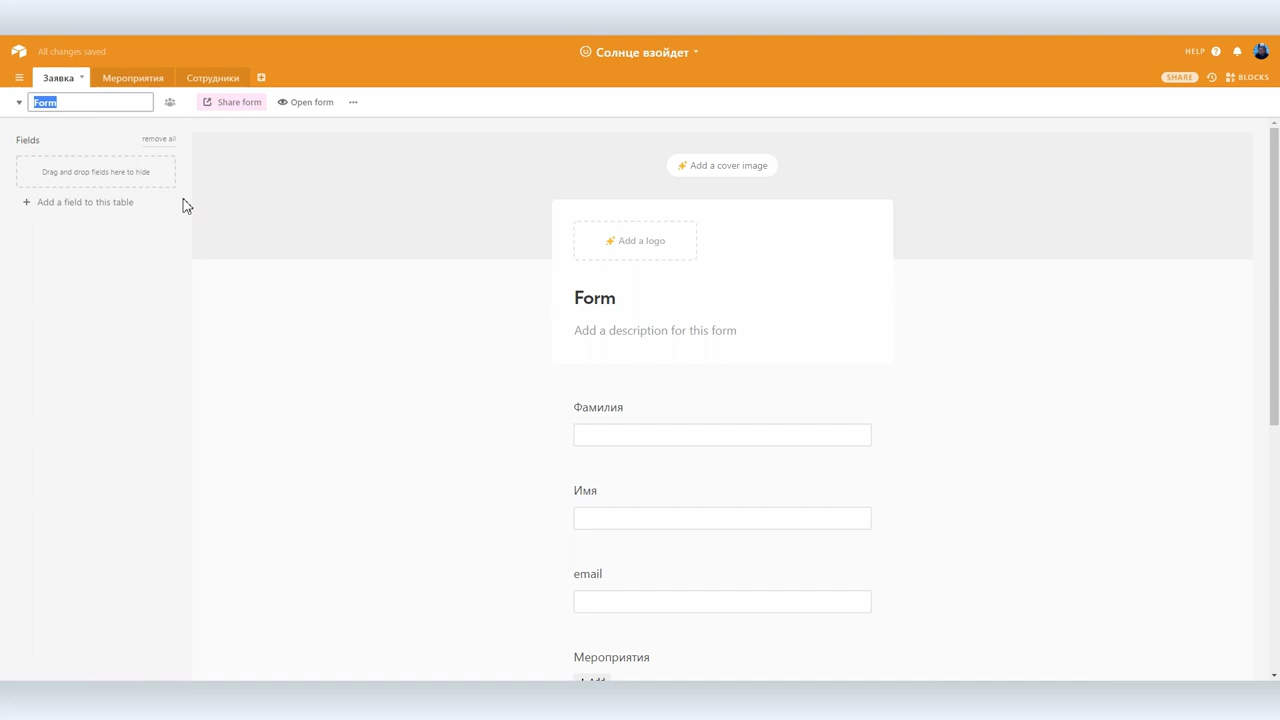 All changes saved
Солнце взойдет
HELP
Заявка
Мероприятия
Сотрудники
SHARE
BLOCKS
Form
Share form
Open form
Fields
remove all
Drag and drop fields here to hide
Add a field to this table
Add a cover image
Add a logo
Form
Add a description for this form
Фамилия
Имя
email
Мероприятия
+ Add